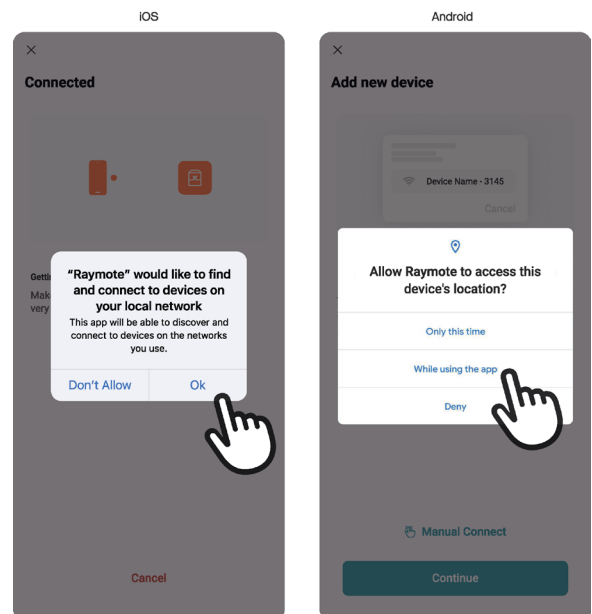 iOS
Connected
Getti
Mak
very
"Raymote" would like to find
and connect to devices on
your local network
This app will be able to discover and
connect to devices on the networks
you use.
Don't Allow
Ok
Cancel
Android
Add new device
Device Name - 3145
Cancel
Allow Raymote to access this
device's location?
Only this time
While using the app
Deny
Manual Connect
Continue